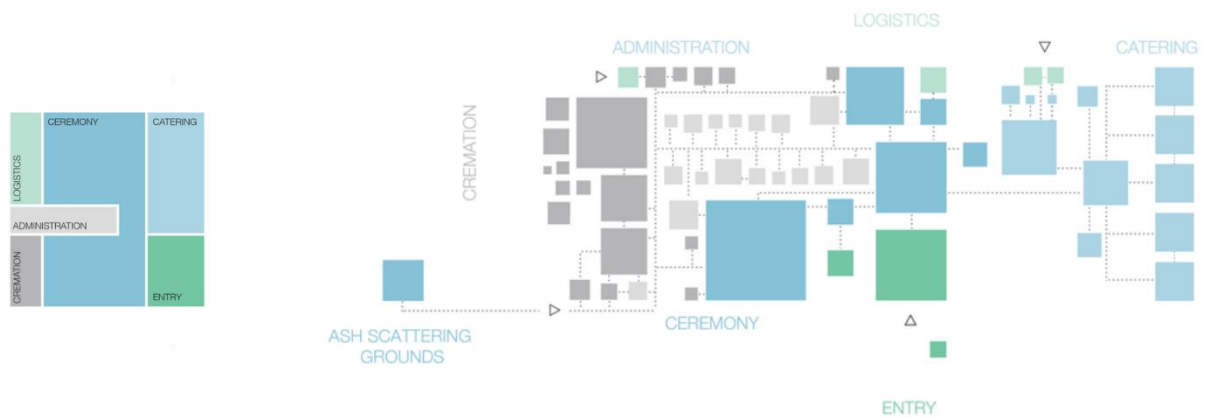 CEREMONY
CATERING
LOGISTICS
ADMINISTRATION
CREMATION
ENTRY
LOGISTICS
ADMINISTRATION
CATERING
CREMATION
CEREMONY
ASH SCATTERING
GROUNDS
ENTRY